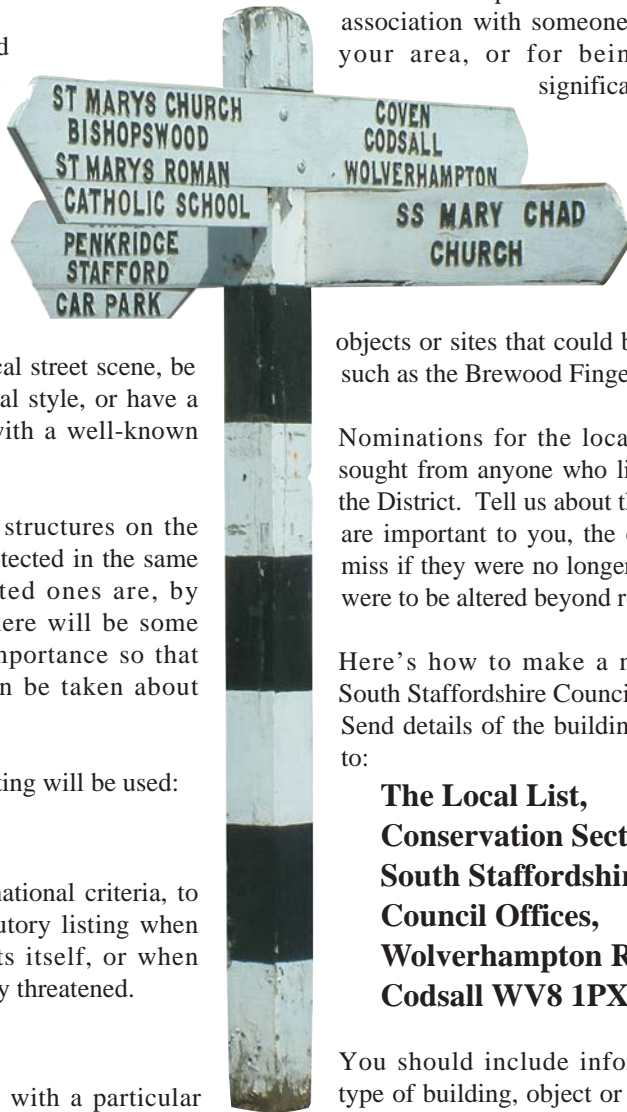 ST MARYS CHURCH
BISHOPSWOOD
ST MARYS ROMAN
CATHOLIC SCHOOL
PENKRIDGE
STAFFORD
CAR PARK
COVEN
CODSALL
WOLVERHAMPTON
SS MARY CHAD
CHURCH
d
cal street scene, be
al style, or have a
with a well-known
structures on the
tected in the same
ted ones are, by
here will be some
mportance so that
n be taken about
ting will be used:
national criteria, to
utory listing when
ts itself, or when
y threatened.
with a particular
association with someone
your area, or for bein
significa
objects or sites that could b
such as the Brewood Finge
Nominations for the loca
sought from anyone who li
the District. Tell us about th
are important to you, the
miss if they were no longer
were to be altered beyond r
Here's how to make a n
South Staffordshire Counci
Send details of the buildin
to:
The Local List,
Conservation Sect
South Staffordshi
Council Offices,
Wolverhampton R
Codsall WV8 1PX
You should include info
type of building, object or